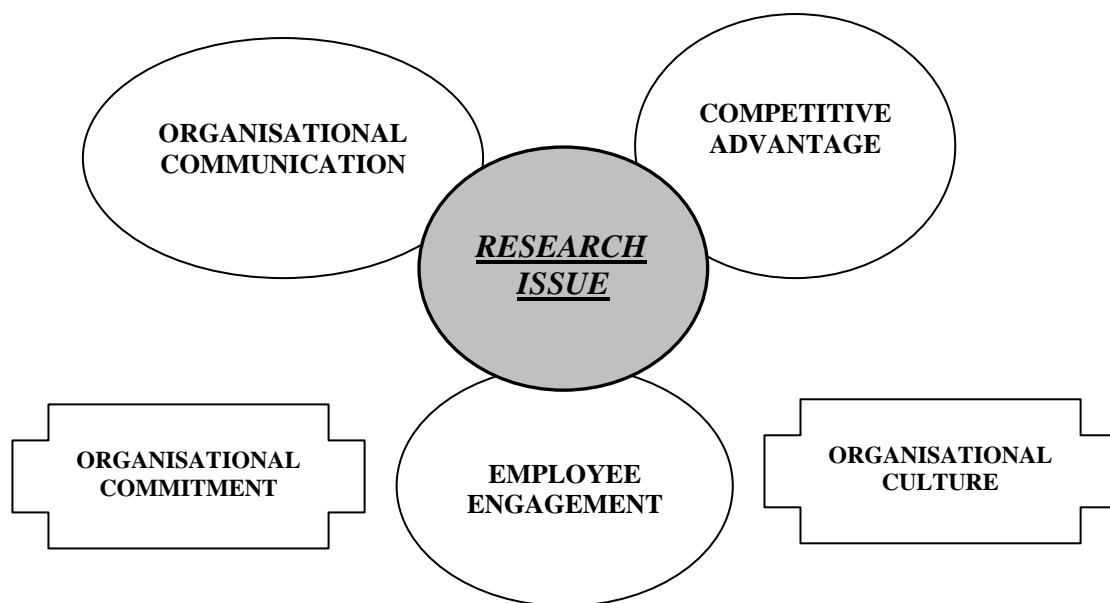 ORGANISATIONAL
COMMUNICATION
COMPETITIVE
ADVANTAGE
RESEARCH
ISSUE
ORGANISATIONAL
COMMITMENT
EMPLOYEE
ENGAGEMENT
ORGANISATIONAL
CULTURE